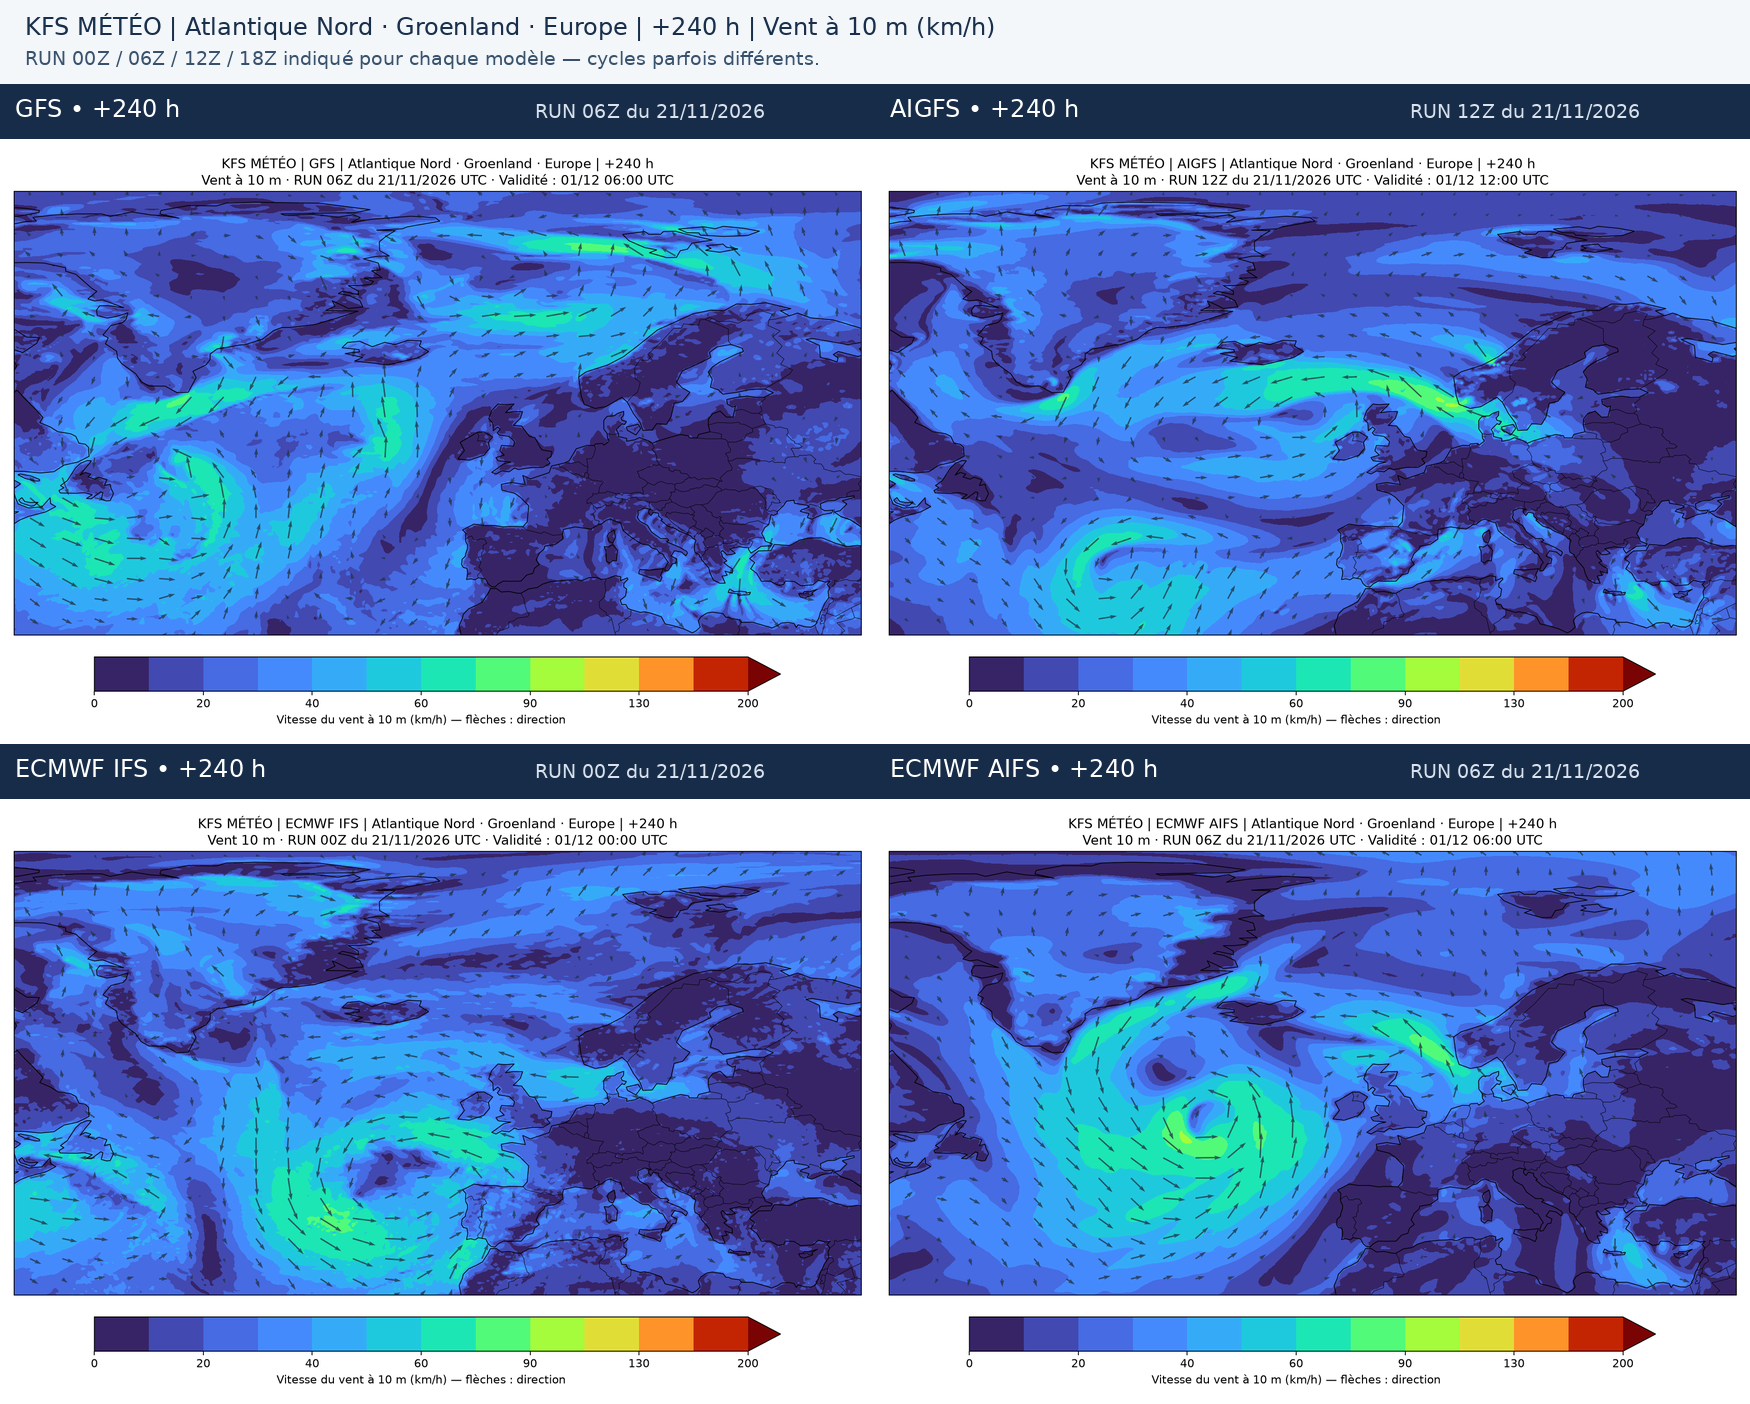 KFS MÉTÉO | Atlantique Nord · Groenland · Europe | +240 h | Vent à 10 m (km/h)
RUN 00Z / 06Z / 12Z / 18Z indiqué pour chaque modèle — cycles parfois différents.
GFS • +240 h
RUN 06Z du 21/11/2026
KFS MÉTÉO | GFS | Atlantique Nord · Groenland · Europe | +240 h
Vent à 10 m · RUN 06Z du 21/11/2026 UTC · Validité : 01/12 06:00 UTC
0 20 40 60 90 130 200
Vitesse du vent à 10 m (km/h) — flèches : direction
AIGFS • +240 h
RUN 12Z du 21/11/2026
KFS MÉTÉO | AIGFS | Atlantique Nord · Groenland · Europe | +240 h
Vent à 10 m · RUN 12Z du 21/11/2026 UTC · Validité : 01/12 12:00 UTC
0 20 40 60 90 130 200
Vitesse du vent à 10 m (km/h) — flèches : direction
ECMWF IFS • +240 h
RUN 00Z du 21/11/2026
KFS MÉTÉO | ECMWF IFS | Atlantique Nord · Groenland · Europe | +240 h
Vent 10 m · RUN 00Z du 21/11/2026 UTC · Validité : 01/12 00:00 UTC
0 20 40 60 90 130 200
Vitesse du vent à 10 m (km/h) — flèches : direction
ECMWF AIFS • +240 h
RUN 06Z du 21/11/2026
KFS MÉTÉO | ECMWF AIFS | Atlantique Nord · Groenland · Europe | +240 h
Vent 10 m · RUN 06Z du 21/11/2026 UTC · Validité : 01/12 06:00 UTC
0 20 40 60 90 130 200
Vitesse du vent à 10 m (km/h) — flèches : direction